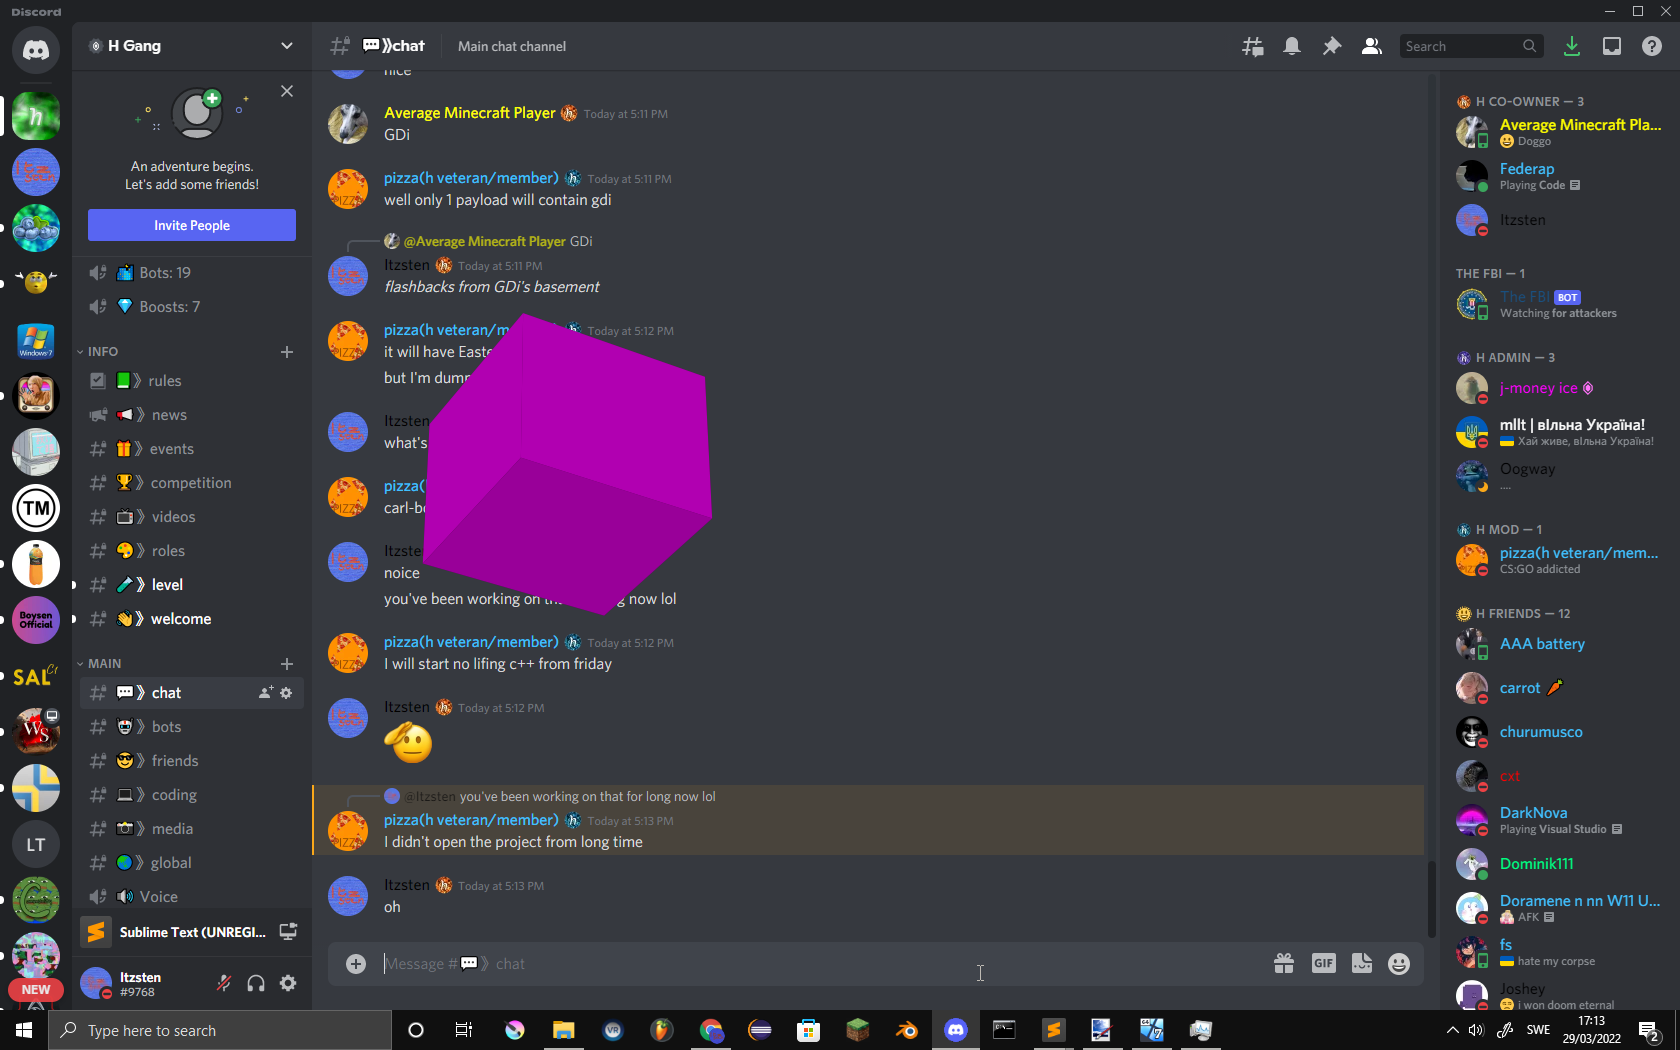 Discord
H Gang
An adventure begins.
Let's add some friends!
Invite People
Bots: 19
Boosts: 7
INFO
》rules
》news
》events
》competition
》videos
》roles
》level
》welcome
MAIN
》chat
》bots
》friends
》coding
》media
》global
Voice
Sublime Text (UNREGI...
Itzsten
#9768
NEW
TM
Windows 7
Boysen
Official
SAL C1
WS
LT
》chat
Main chat channel
Search
nice
Average Minecraft Player Today at 5:11 PM
GDi
pizza(h veteran/member) Today at 5:11 PM
well only 1 payload will contain gdi
@Average Minecraft Player GDi
Itzsten Today at 5:11 PM
flashbacks from GDi's basement
pizza(h veteran/m Today at 5:12 PM
it will have Easte
but I'm dum
Itzsten
what's
pizza(
carl-b
Itzste
noice
you've been working on th g now lol
pizza(h veteran/member) Today at 5:12 PM
I will start no lifing c++ from friday
Itzsten Today at 5:12 PM
@Itzsten you've been working on that for long now lol
pizza(h veteran/member) Today at 5:13 PM
I didn't open the project from long time
Itzsten Today at 5:13 PM
oh
Message # 》chat
GIF
H CO-OWNER — 3
Average Minecraft Pla...
Doggo
Federap
Playing Code
Itzsten
THE FBI — 1
The FBI BOT
Watching for attackers
H ADMIN — 3
j-money ice
mllt | вільна Україна!
Хай живе, вільна Україна!
Oogway
....
H MOD — 1
pizza(h veteran/mem...
CS:GO addicted
H FRIENDS — 12
AAA battery
carrot
churumusco
cxt
DarkNova
Playing Visual Studio
Dominik111
Doramene n nn W11 U...
AFK
fs
hate my corpse
Joshey
i won doom eternal
Type here to search
VR
SWE
17:13
29/03/2022
2